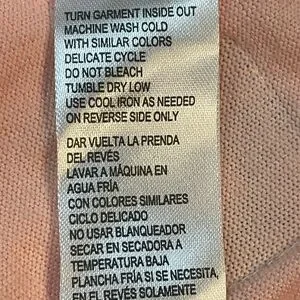 TURN GARMENT INSIDE OUT
MACHINE WASH COLD
WITH SIMILAR COLORS
DELICATE CYCLE
DO NOT BLEACH
TUMBLE DRY LOW
USE COOL IRON AS NEEDED
ON REVERSE SIDE ONLY
DAR VUELTA LA PRENDA
DEL REVÉS
LAVAR A MÁQUINA EN
AGUA FRÍA
CON COLORES SIMILARES
CICLO DELICADO
NO USAR BLANQUEADOR
SECAR EN SECADORA A
TEMPERATURA BAJA
PLANCHA FRÍA SI SE NECESITA,
EN EL REVÉS SOLAMENTE